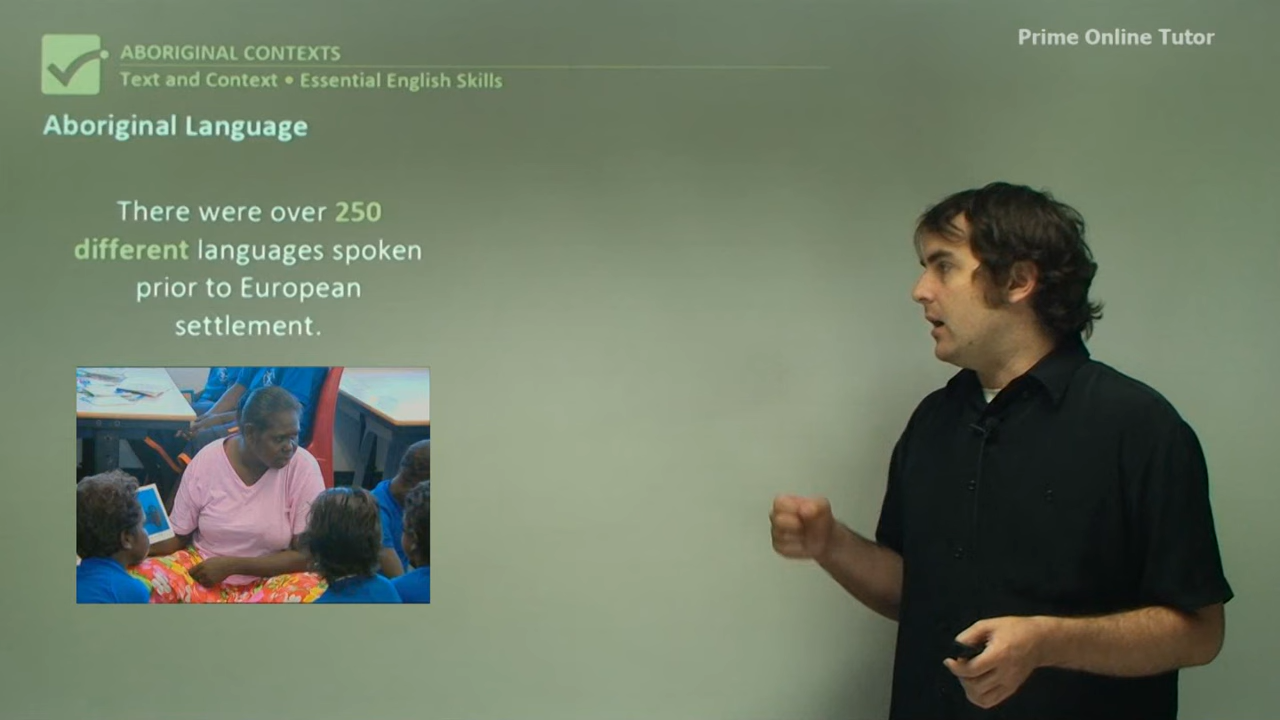 Prime Online Tutor
ABORIGINAL CONTEXTS
Text and Context • Essential English Skills
Aboriginal Language
There were over 250
different languages spoken
prior to European
settlement.